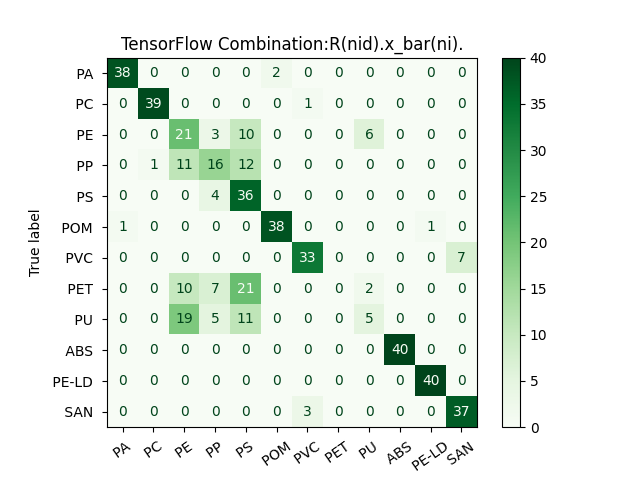 TensorFlow Combination:R(nid).x_bar(ni).
True label
PA 38 0 0 0 0 2 0 0 0 0 0 0
PC 0 39 0 0 0 0 1 0 0 0 0 0
PE 0 0 21 3 10 0 0 0 6 0 0 0
PP 0 1 11 16 12 0 0 0 0 0 0 0
PS 0 0 0 4 36 0 0 0 0 0 0 0
POM 1 0 0 0 0 38 0 0 0 0 1 0
PVC 0 0 0 0 0 0 33 0 0 0 0 7
PET 0 0 10 7 21 0 0 0 2 0 0 0
PU 0 0 19 5 11 0 0 0 5 0 0 0
ABS 0 0 0 0 0 0 0 0 0 40 0 0
PE-LD 0 0 0 0 0 0 0 0 0 0 40 0
SAN 0 0 0 0 0 0 3 0 0 0 0 37
PA PC PE PP PS POM PVC PET PU ABS PE-LD SAN
40
35
30
25
20
15
10
5
0